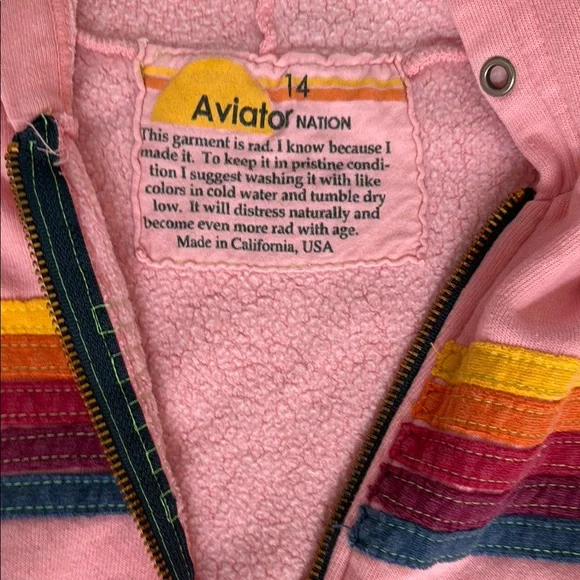 14
Aviator NATION
This garment is rad. I know because I
made it. To keep it in pristine condi-
tion I suggest washing it with like
colors in cold water and tumble dry
low. It will distress naturally and
become even more rad with age.
Made in California, USA